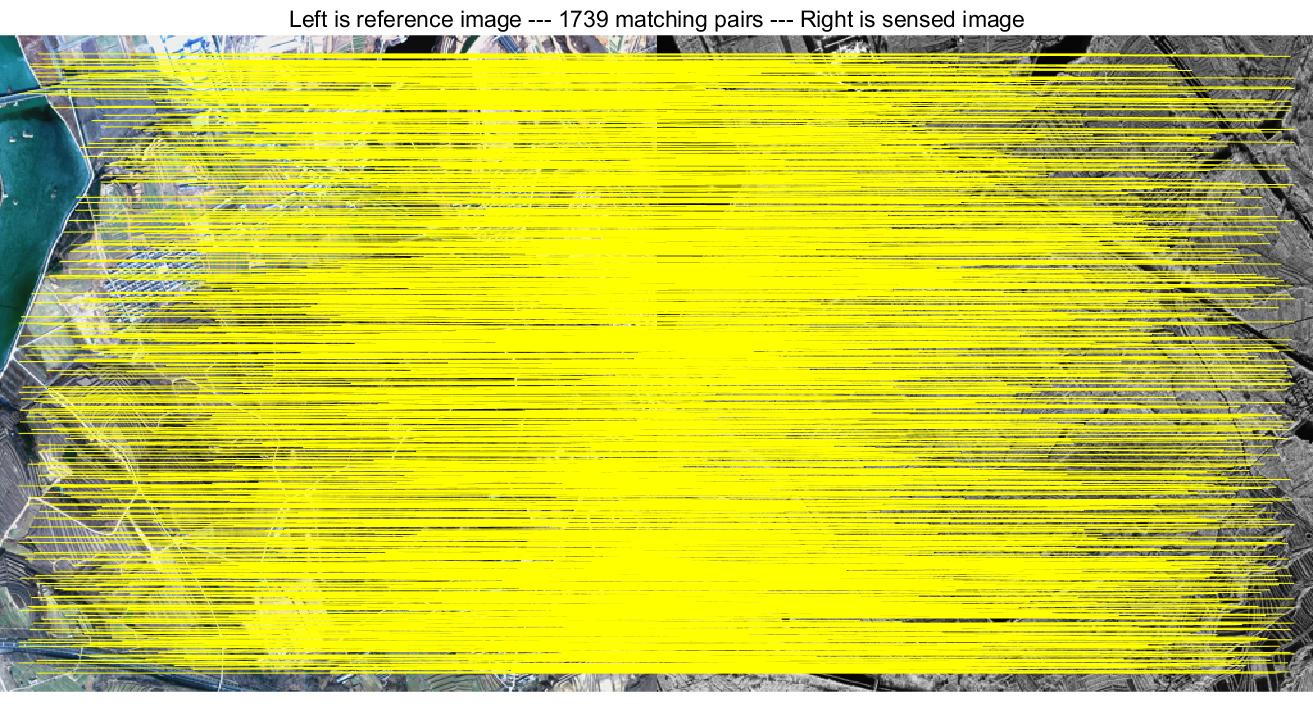 Left is reference image --- 1739 matching pairs --- Right is sensed image